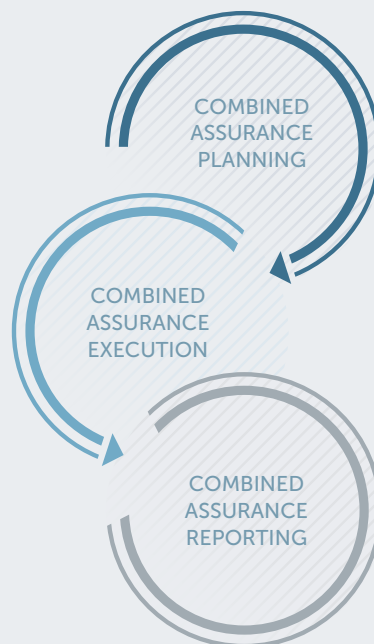 COMBINED
ASSURANCE
PLANNING
COMBINED
ASSURANCE
EXECUTION
COMBINED
ASSURANCE
REPORTING